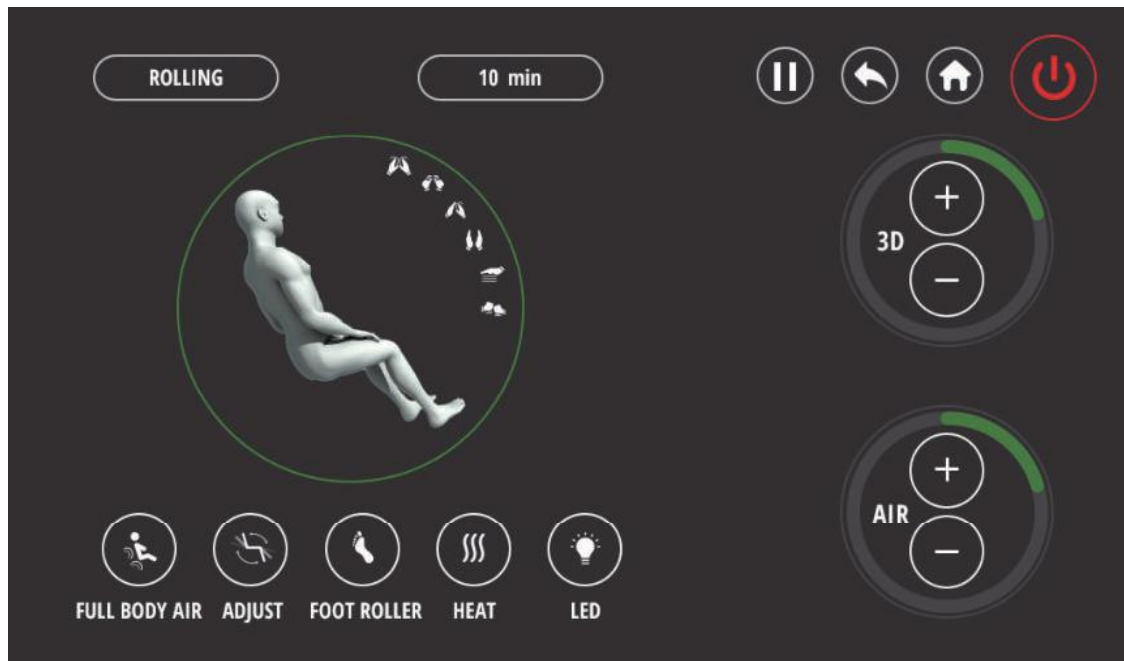 ROLLING
10 min
3D
AIR
FULL BODY AIR
ADJUST
FOOT ROLLER
HEAT
LED